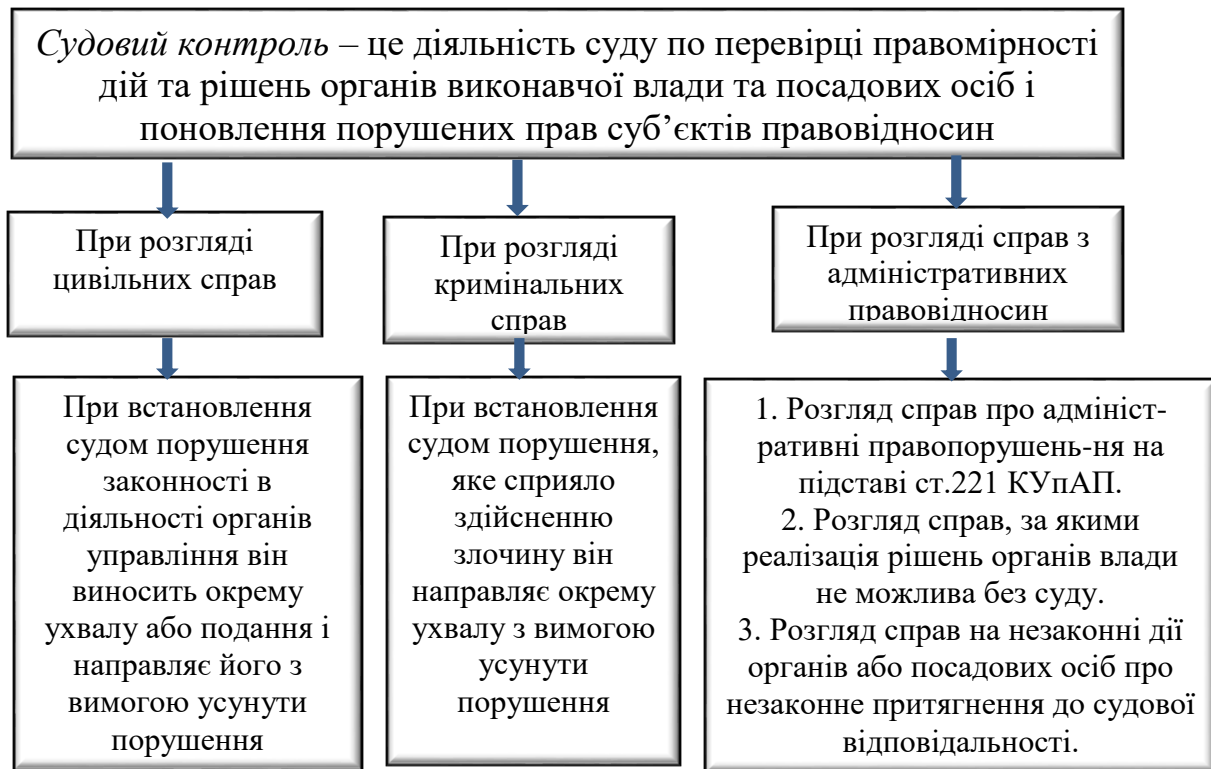 Судовий контроль – це діяльність суду по перевірці правомірності
дій та рішень органів виконавчої влади та посадових осіб і
поновлення порушених прав суб’єктів правовідносин
При розгляді
цивільних справ
При розгляді
кримінальних
справ
При розгляді справ з
адміністративних
правовідносин
При встановлення
судом порушення
законності в
діяльності органів
управління він
виносить окрему
ухвалу або подання і
направляє його з
вимогою усунути
порушення
При встановлення
судом порушення,
яке сприяло
здійсненню
злочину він
направляє окрему
ухвалу з вимогою
усунути
порушення
1. Розгляд справ про адмініст-
ративні правопорушень-ня на
підставі ст.221 КУпАП.
2. Розгляд справ, за якими
реалізація рішень органів влади
не можлива без суду.
3. Розгляд справ на незаконні дії
органів або посадових осіб про
незаконне притягнення до судової
відповідальності.